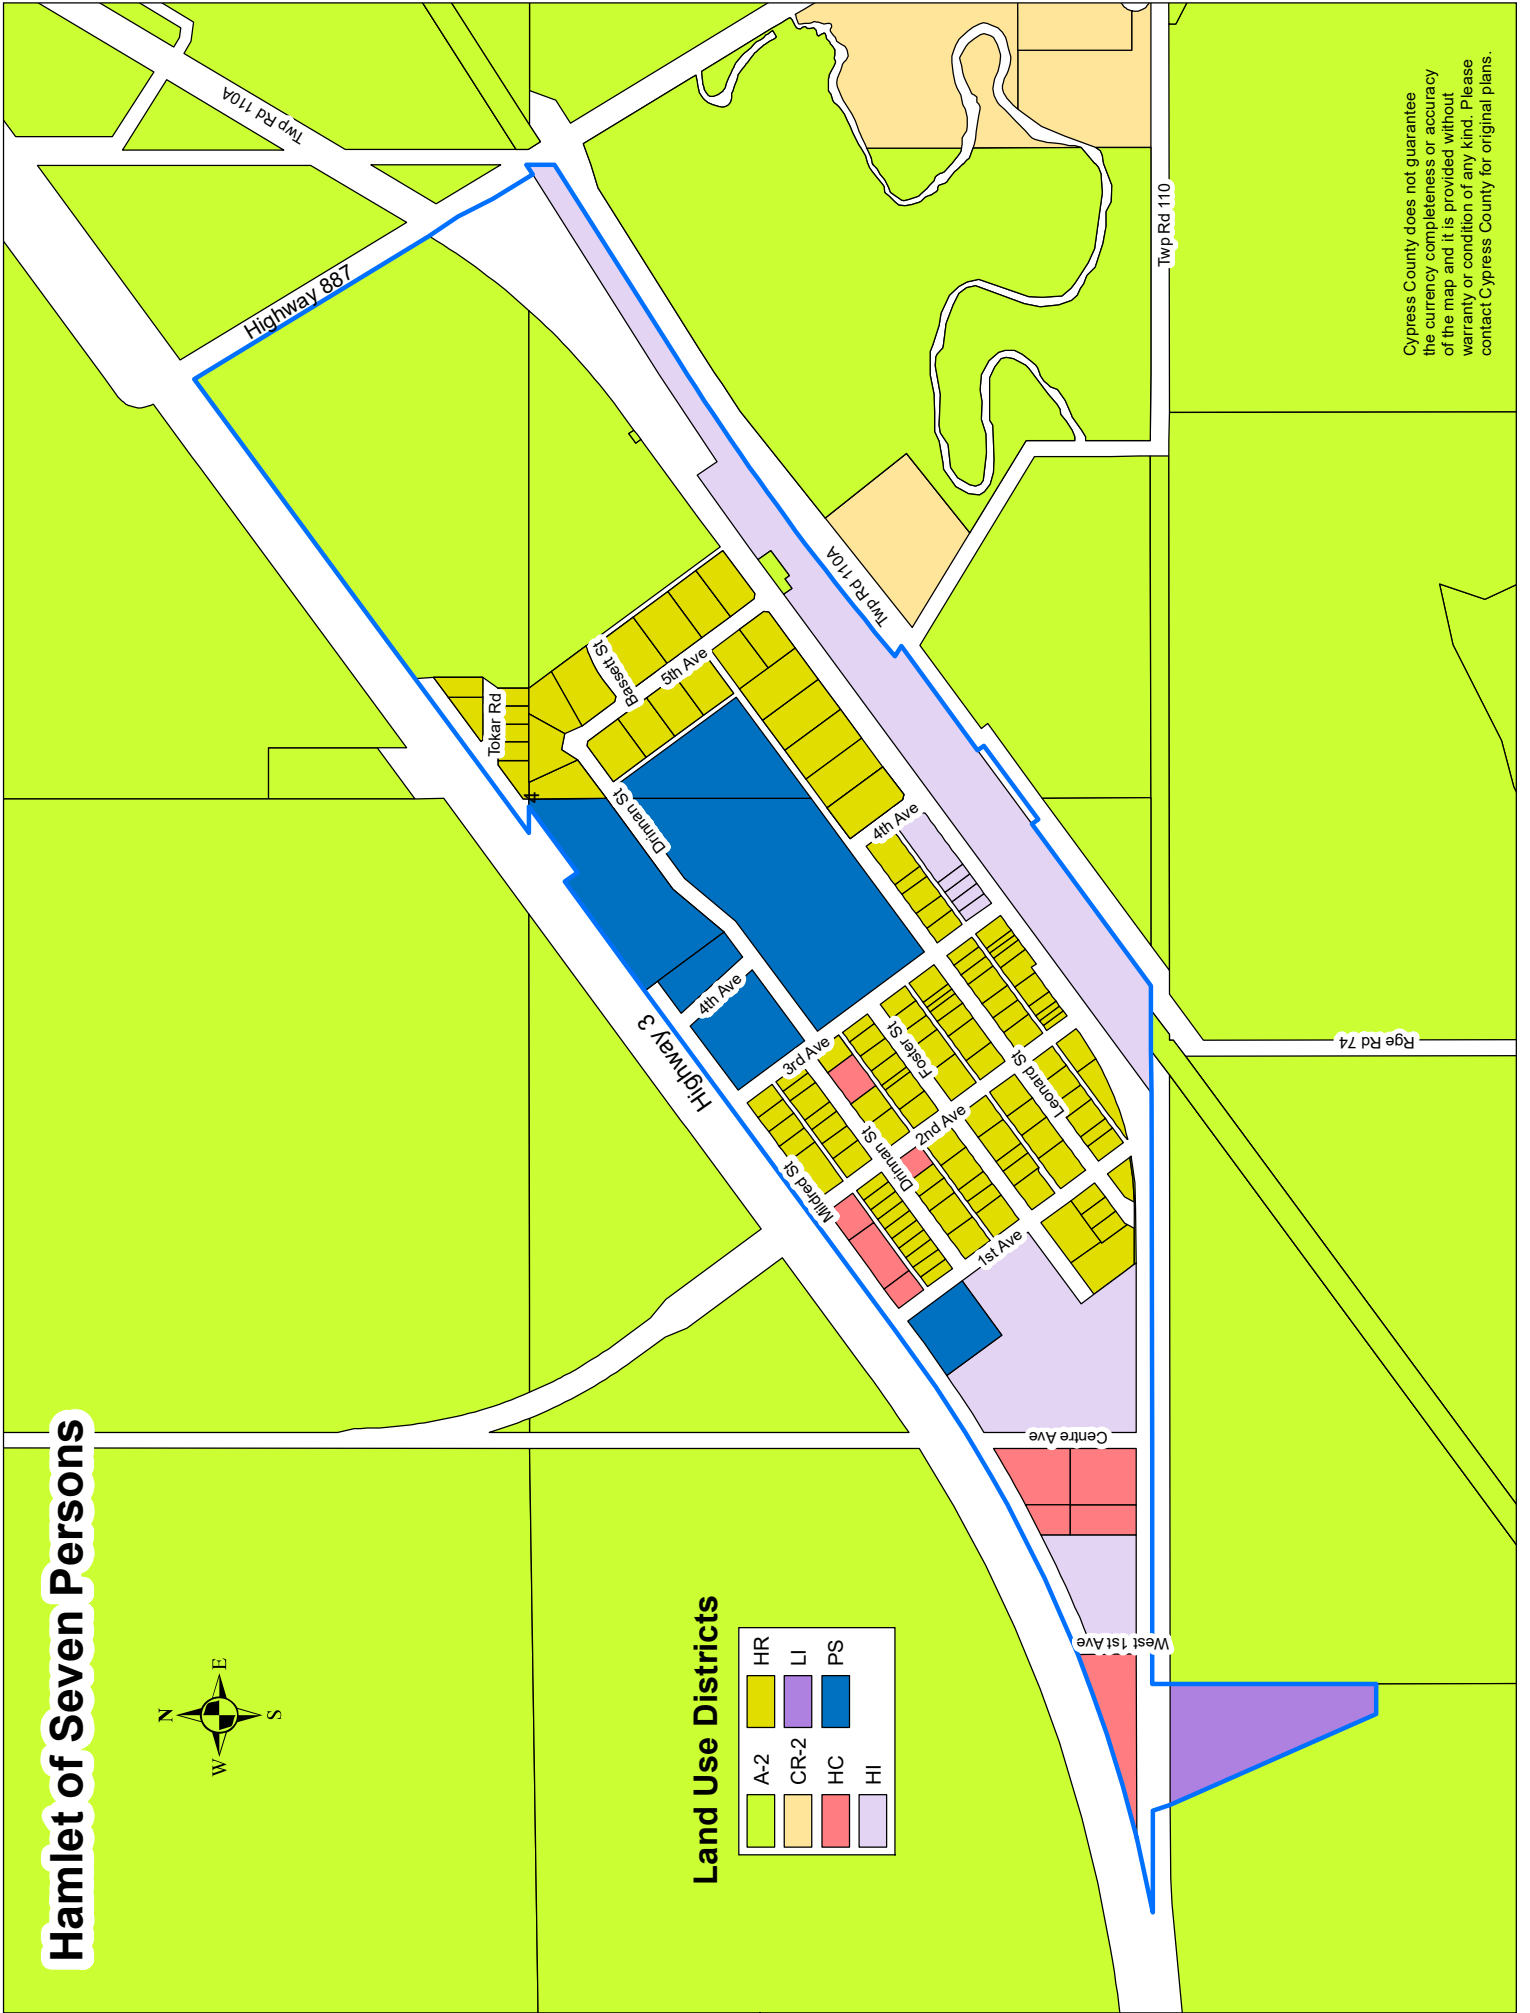 Hamlet of Seven Persons
N
W
E
S
Land Use Districts
A-2
CR-2
HC
HI
HR
LI
PS
Twp Rd 110A
Highway 887
Tokar Rd
Bassett St
5th Ave
4
Drinnan St
4th Ave
4th Ave
Highway 3
3rd Ave
Foster St
Leonard St
2nd Ave
Drinnan St
Mildred St
1st Ave
Centre Ave
West 1st Ave
Twp Rd 110A
Twp Rd 110
Rge Rd 74
Cypress County does not guarantee
the currency completeness or accuracy
of the map and it is provided without
warranty or condition of any kind. Please
contact Cypress County for original plans.